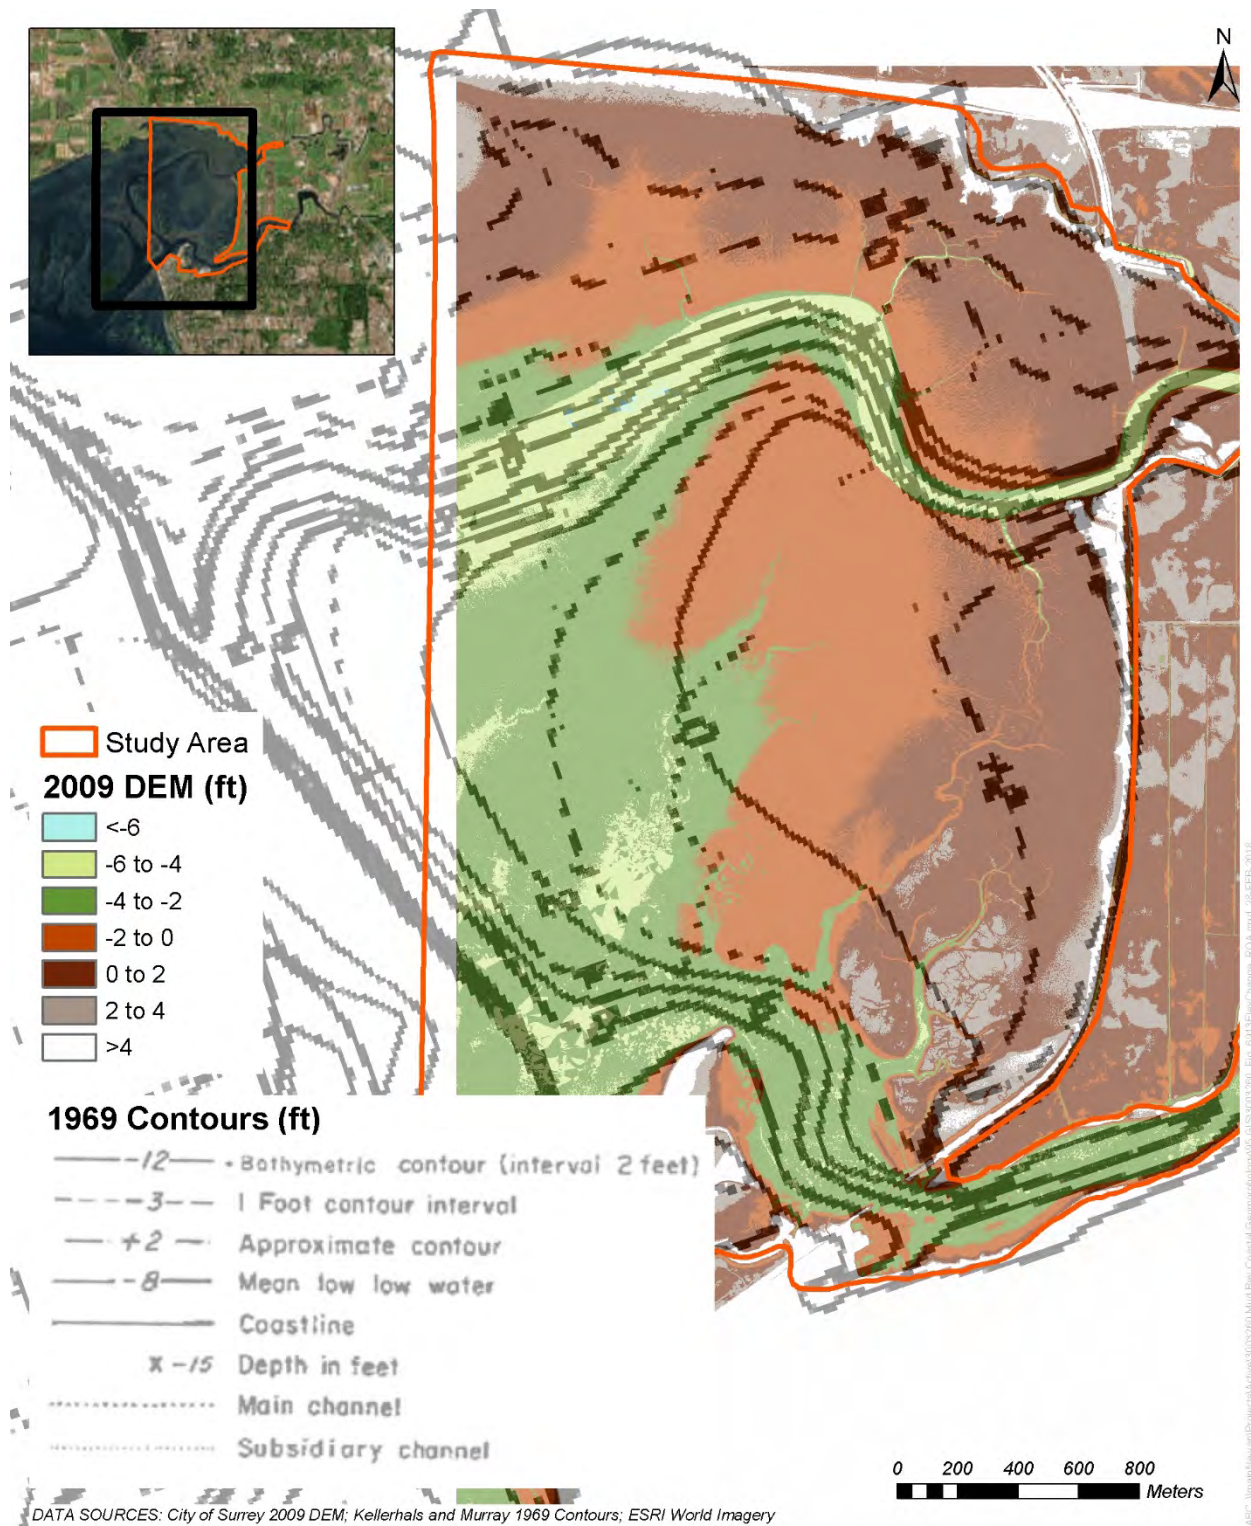 N
Study Area
2009 DEM (ft)
<-6
-6 to -4
-4 to -2
-2 to 0
0 to 2
2 to 4
>4
1969 Contours (ft)
-12 • Bathymetric contour (interval 2 feet)
-3 1 Foot contour interval
+2 Approximate contour
-8 Mean low low water
Coastline
x -15 Depth in feet
Main channel
Subsidiary channel
0 200 400 600 800
Meters
DATA SOURCES: City of Surrey 2009 DEM; Kellerhals and Murray 1969 Contours; ESRI World Imagery